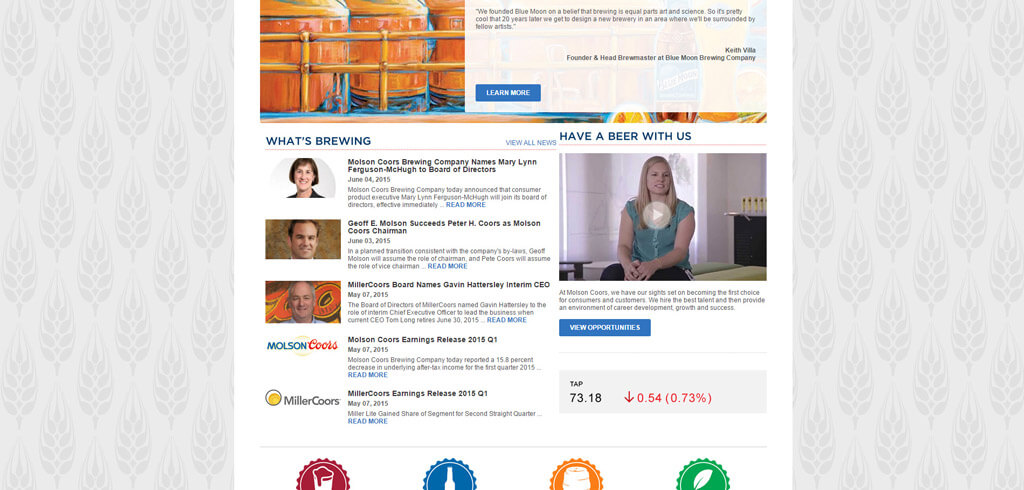 "We founded Blue Moon on a belief that brewing is equal parts art and science. So it's pretty
cool that 20 years later we get to design a new brewery in an area where we'll be surrounded by
fellow artists."
Keith Villa
Founder & Head Brewmaster at Blue Moon Brewing Company
LEARN MORE
BLUE MOON
WHAT'S BREWING
VIEW ALL NEWS
Molson Coors Brewing Company Names Mary Lynn
Ferguson-McHugh to Board of Directors
June 04, 2015
Molson Coors Brewing Company today announced that consumer
product executive Mary Lynn Ferguson-McHugh will join its board of
directors, effective immediately ... READ MORE
Geoff E. Molson Succeeds Peter H. Coors as Molson
Coors Chairman
June 03, 2015
In a planned transition consistent with the company's by-laws, Geoff
Molson will assume the role of chairman, and Pete Coors will assume
the role of vice chairman ... READ MORE
MillerCoors Board Names Gavin Hattersley Interim CEO
May 07, 2015
The Board of Directors of MillerCoors named Gavin Hattersley to the
role of interim Chief Executive Officer to lead the business when
current CEO Tom Long retires June 30, 2015 ... READ MORE
MOLSON Coors
Molson Coors Earnings Release 2015 Q1
May 07, 2015
Molson Coors Brewing Company today reported a 15.8 percent
decrease in underlying after-tax income for the first quarter 2015 ...
READ MORE
MillerCoors
MillerCoors Earnings Release 2015 Q1
May 07, 2015
Miller Lite Gained Share of Segment for Second Straight Quarter ...
READ MORE
HAVE A BEER WITH US
At Molson Coors, we have our sights set on becoming the first choice
for consumers and customers. We hire the best talent and then provide
an environment of career development, growth and success.
VIEW OPPORTUNITIES
TAP
73.18
0.54 (0.73%)